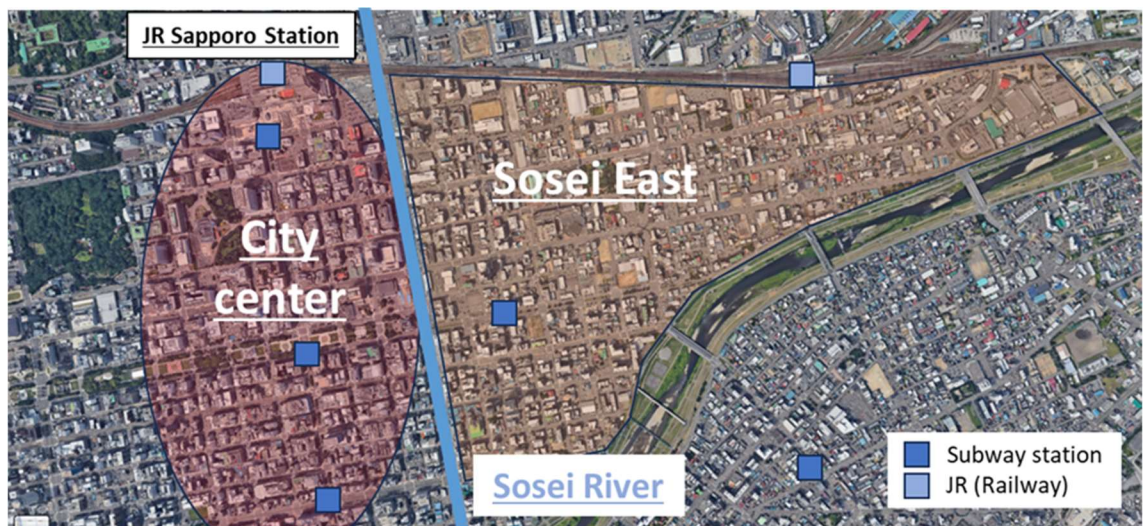 JR Sapporo Station
Sosei East
City
center
Sosei River
Subway station
JR (Railway)